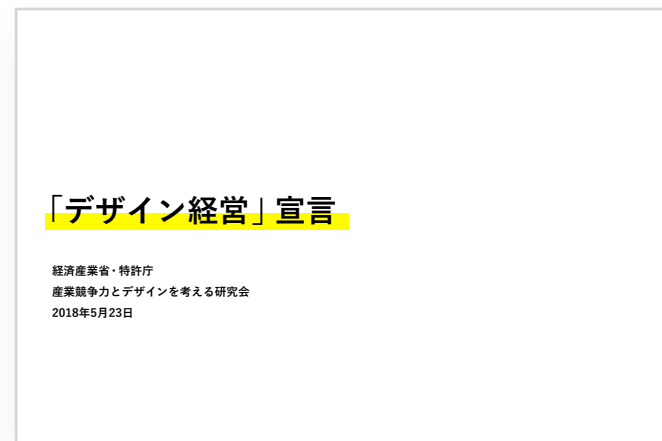 「デザイン経営」宣言
経済産業省・特許庁
産業競争力とデザインを考える研究会
2018年5月23日